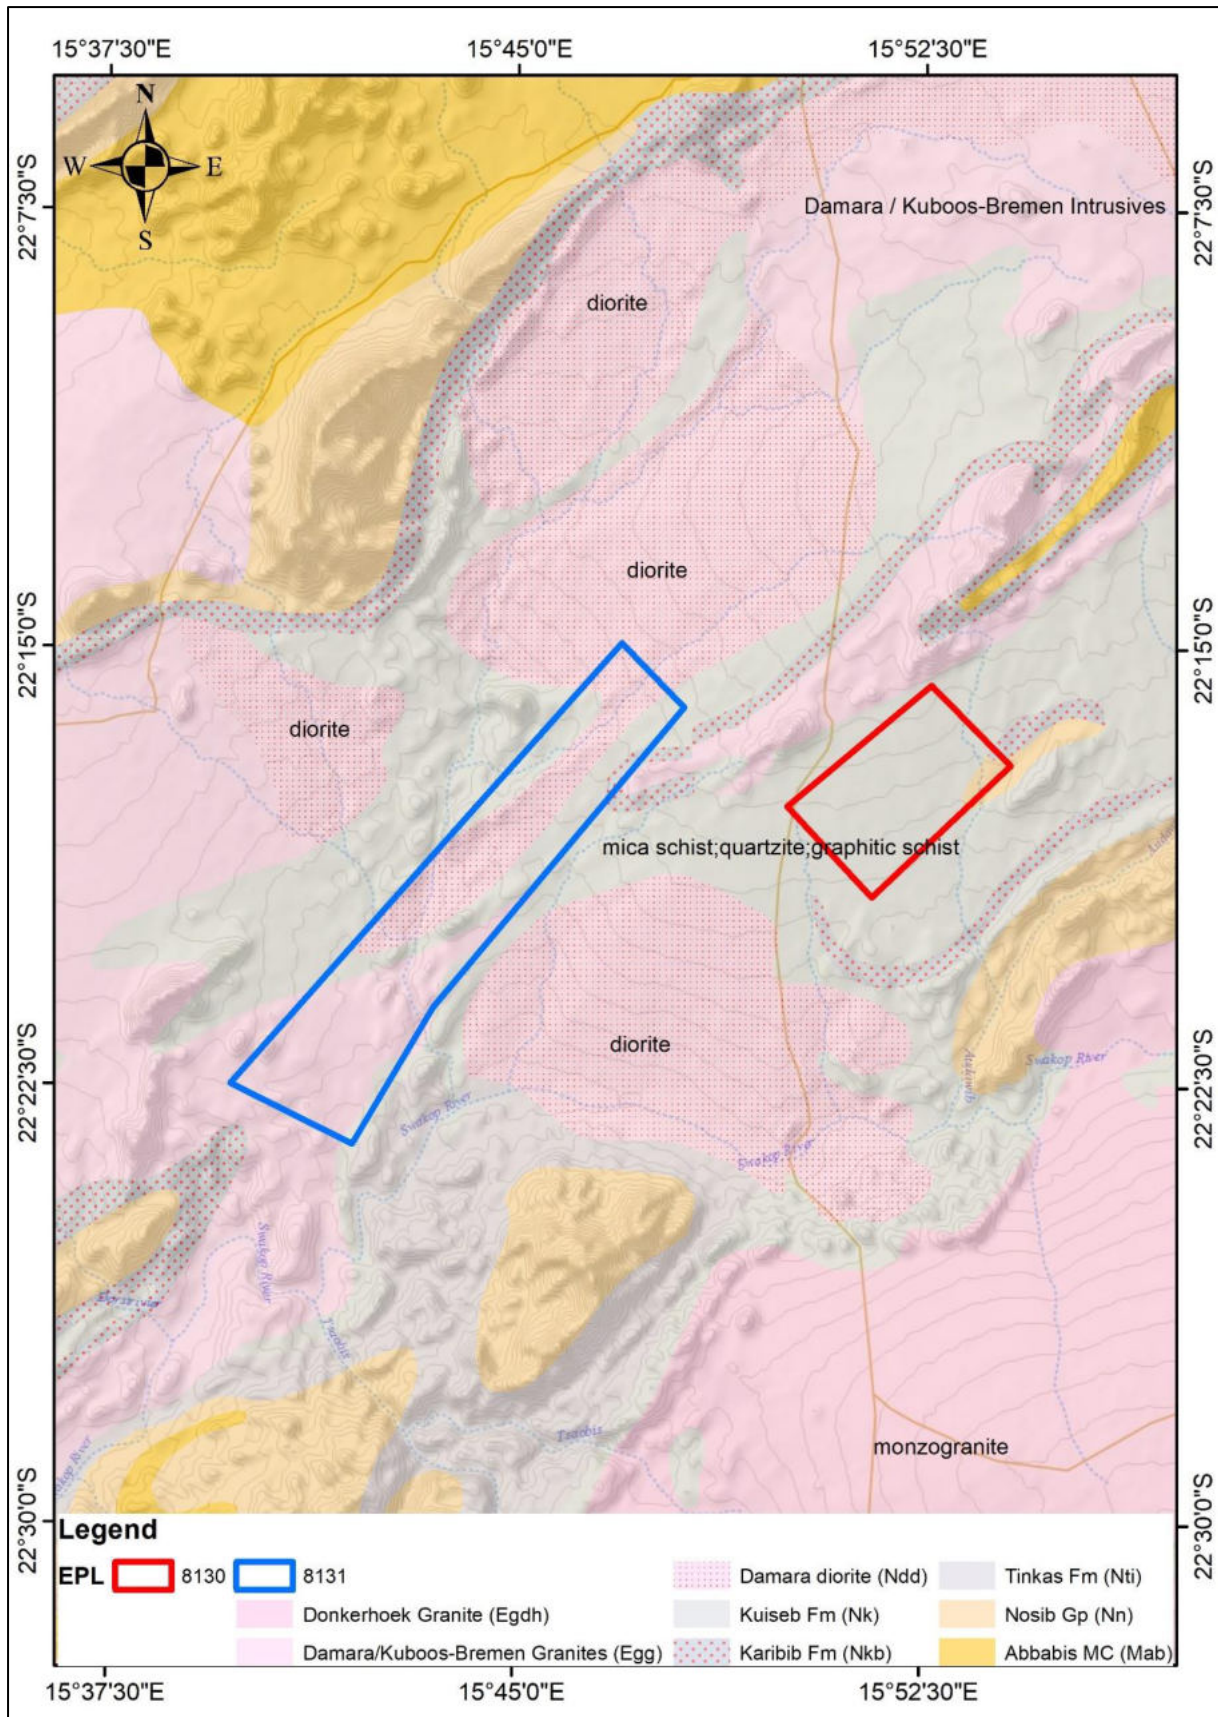 15°37'30"E 15°45'0"E 15°52'30"E
N
W E
S
22°7'30"S
22°7'30"S
Damara / Kuboos-Bremen Intrusives
diorite
diorite
22°15'0"S
22°15'0"S
diorite
mica schist;quartzite;graphitic schist
diorite
22°22'30"S
22°22'30"S
Swakop River
Swakop River
Swakop River
Swakop River
Tsaobis
Tsaobis
monzogranite
22°30'0"S
22°30'0"S
Legend
EPL 8130 8131
Donkerhoek Granite (Egdh)
Damara/Kuboos-Bremen Granites (Egg)
Damara diorite (Ndd)
Kuiseb Fm (Nk)
Karibib Fm (Nkb)
Tinkas Fm (Nti)
Nosib Gp (Nn)
Abbabis MC (Mab)
15°37'30"E 15°45'0"E 15°52'30"E